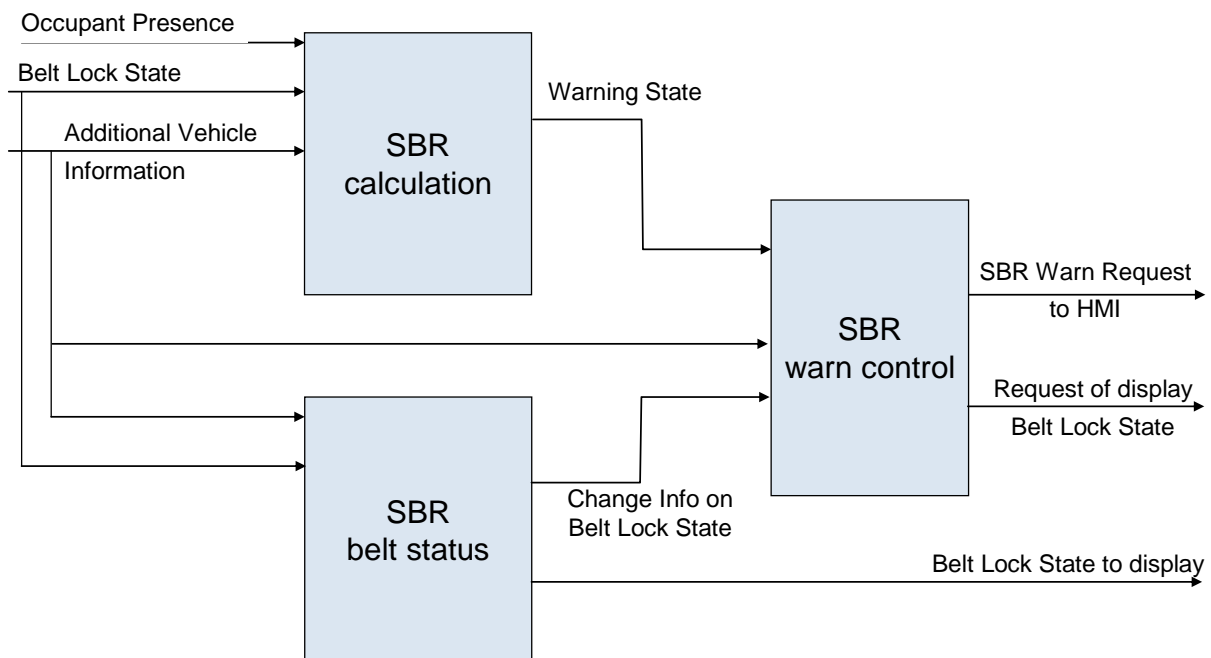 Occupant Presence
Belt Lock State
Additional Vehicle
Information
SBR
calculation
Warning State
SBR
warn control
SBR Warn Request
to HMI
Request of display
Belt Lock State
SBR
belt status
Change Info on
Belt Lock State
Belt Lock State to display